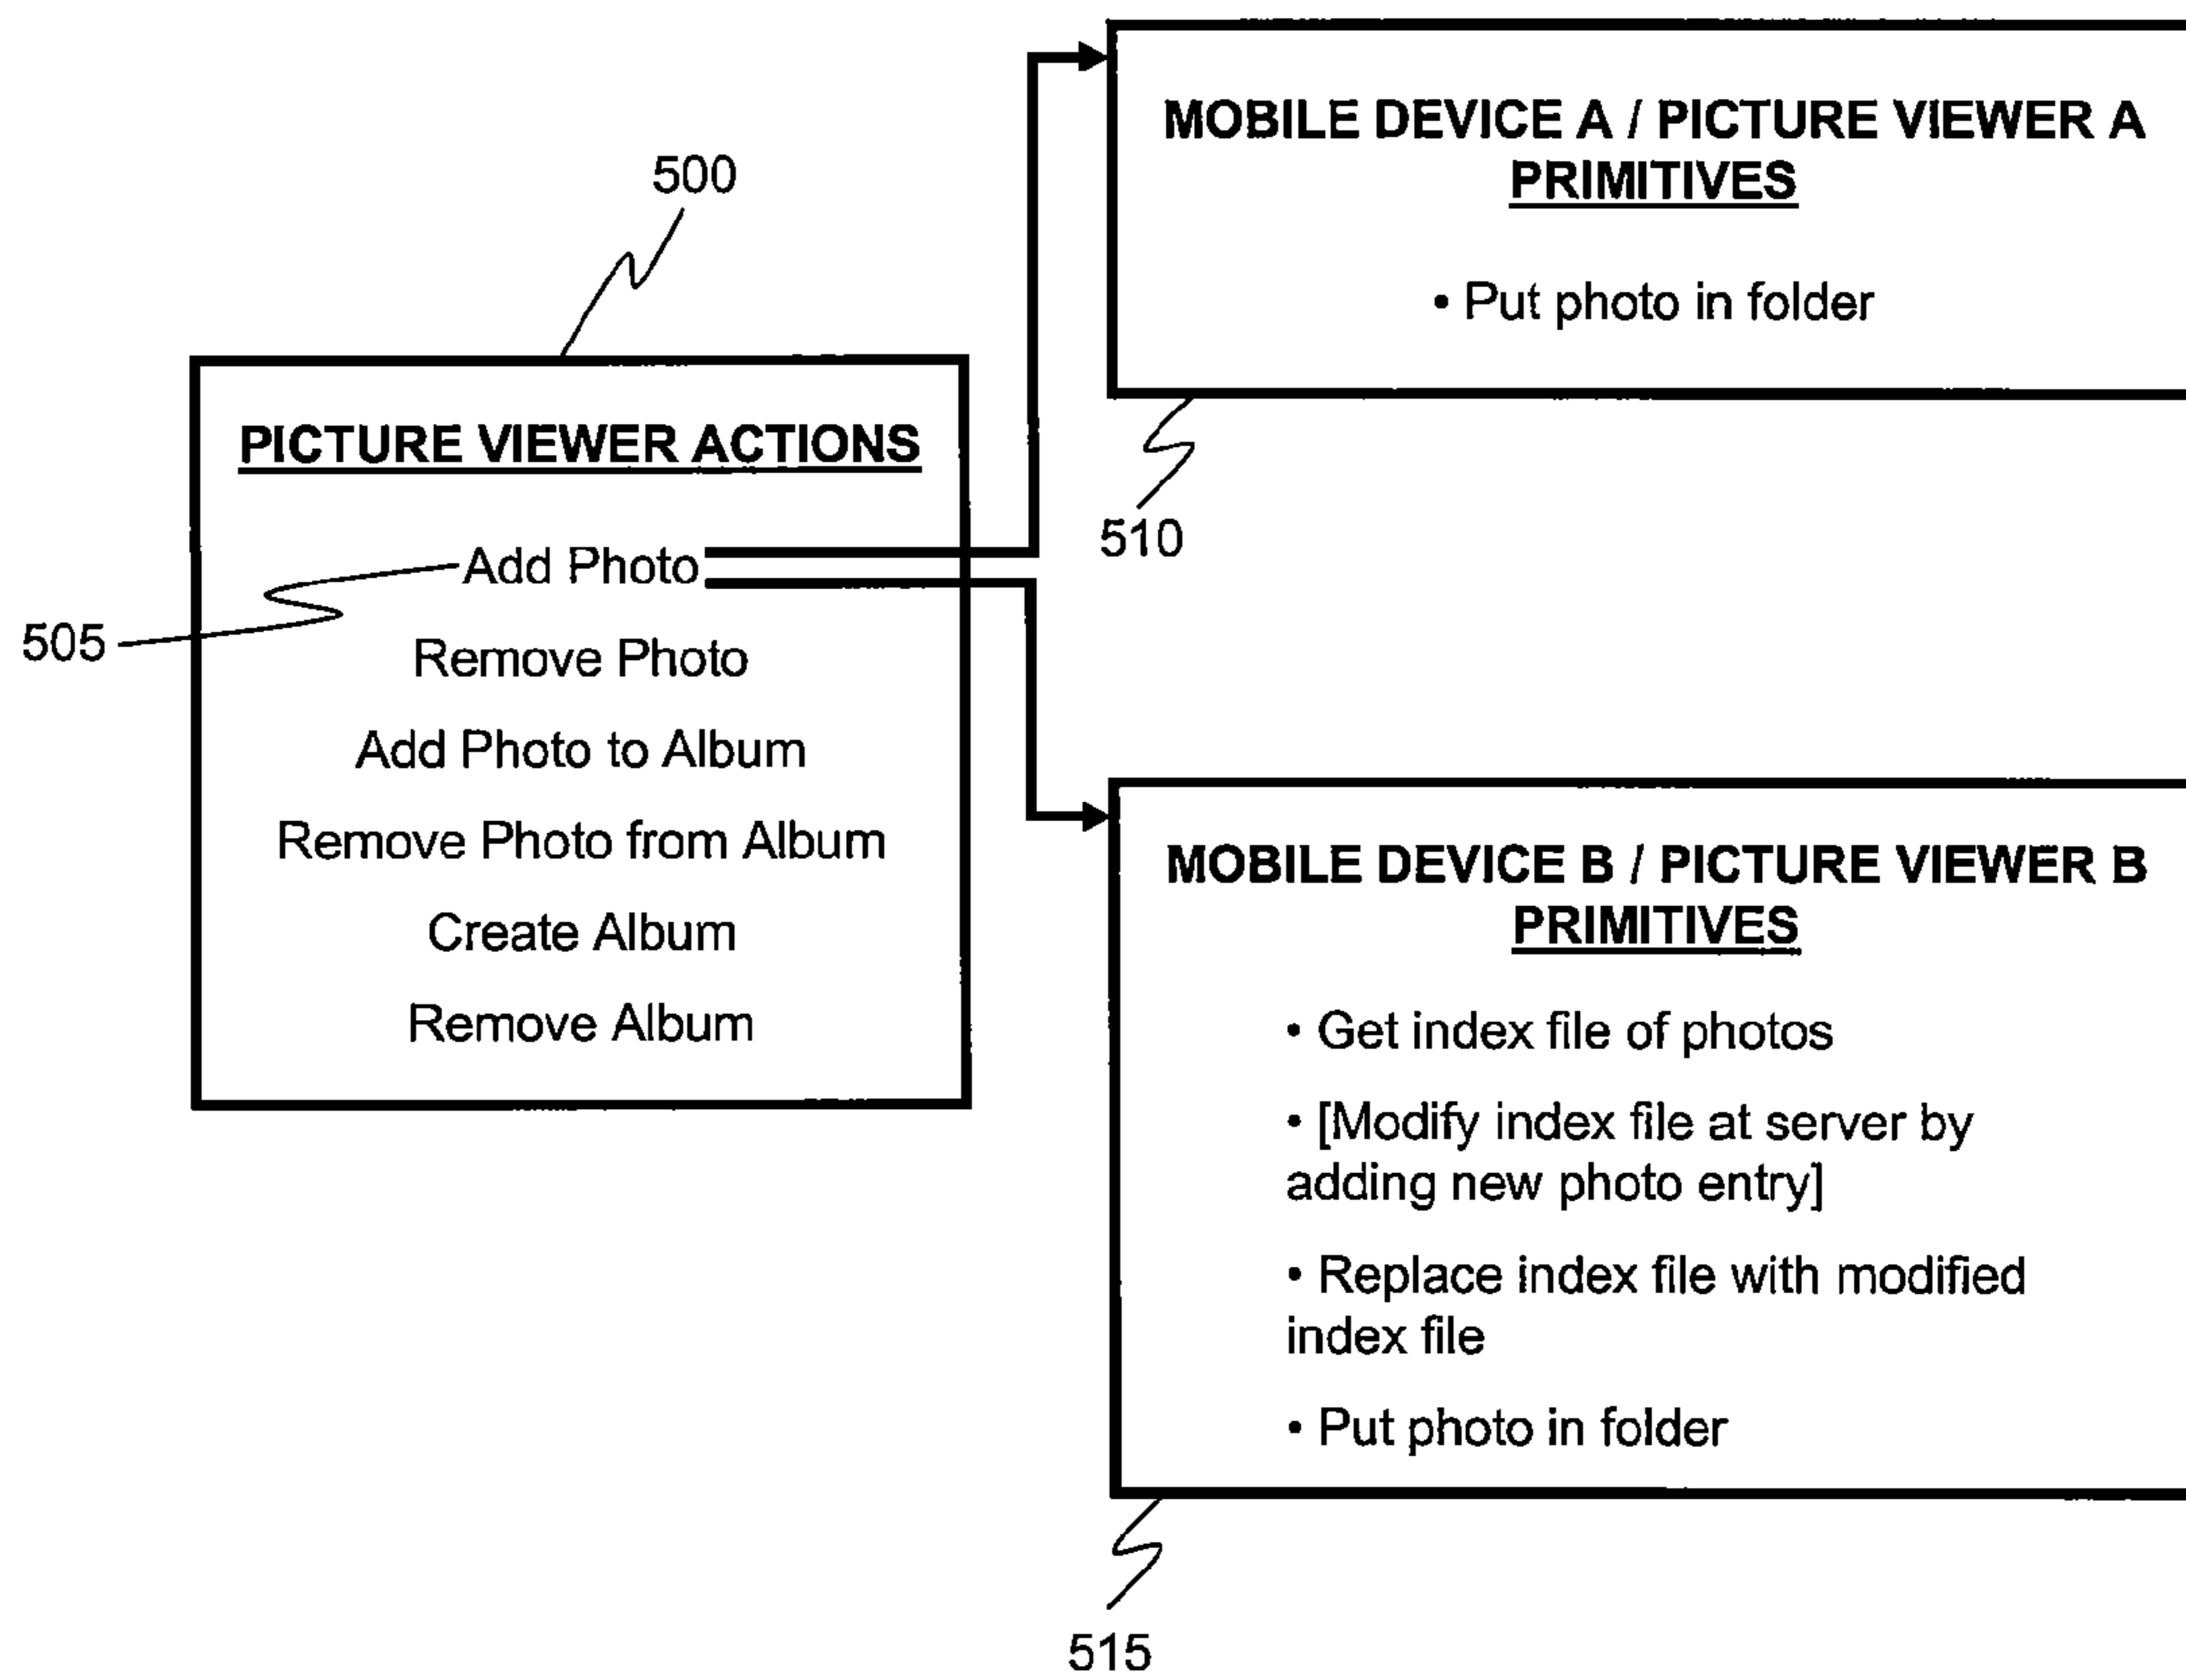 500
PICTURE VIEWER ACTIONS
505
Add Photo
Remove Photo
Add Photo to Album
Remove Photo from Album
Create Album
Remove Album
MOBILE DEVICE A / PICTURE VIEWER A
PRIMITIVES
• Put photo in folder
510
MOBILE DEVICE B / PICTURE VIEWER B
PRIMITIVES
• Get index file of photos
• [Modify index file at server by
adding new photo entry]
• Replace index file with modified
index file
• Put photo in folder
515